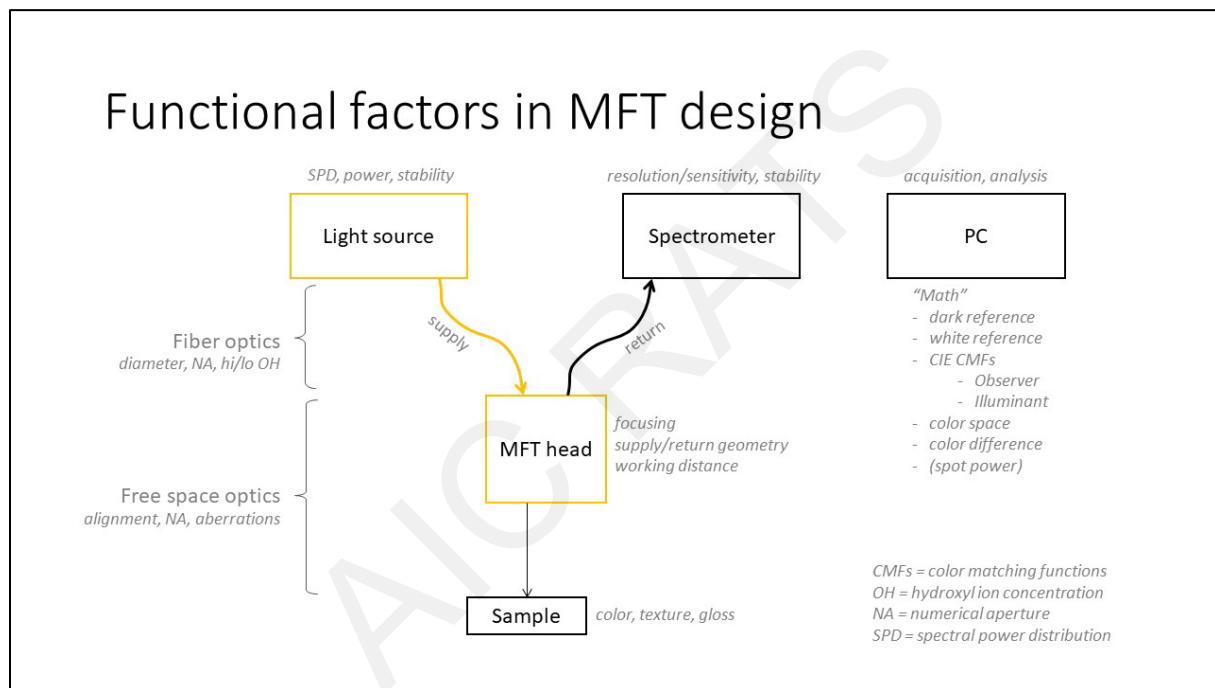 Functional factors in MFT design
SPD, power, stability
Light source
resolution/sensitivity, stability
Spectrometer
acquisition, analysis
PC
supply
return
Fiber optics
diameter, NA, hi/lo OH
MFT head
focusing
supply/return geometry
working distance
Free space optics
alignment, NA, aberrations
Sample
color, texture, gloss
“Math”
- dark reference
- white reference
- CIE CMFs
- Observer
- Illuminant
- color space
- color difference
- (spot power)
CMFs = color matching functions
OH = hydroxyl ion concentration
NA = numerical aperture
SPD = spectral power distribution
AIC RATS